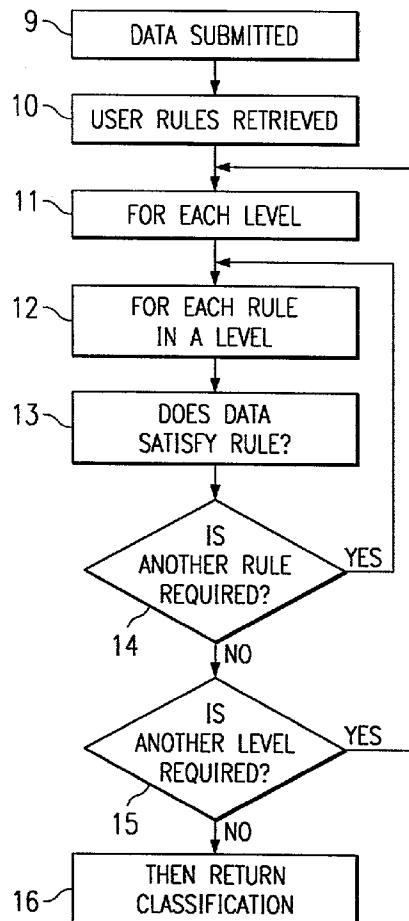 9
DATA SUBMITTED
10
USER RULES RETRIEVED
11
FOR EACH LEVEL
12
FOR EACH RULE
IN A LEVEL
13
DOES DATA
SATISFY RULE?
IS
ANOTHER RULE
REQUIRED?
YES
14
NO
IS
ANOTHER LEVEL
REQUIRED?
YES
15
NO
16
THEN RETURN
CLASSIFICATION